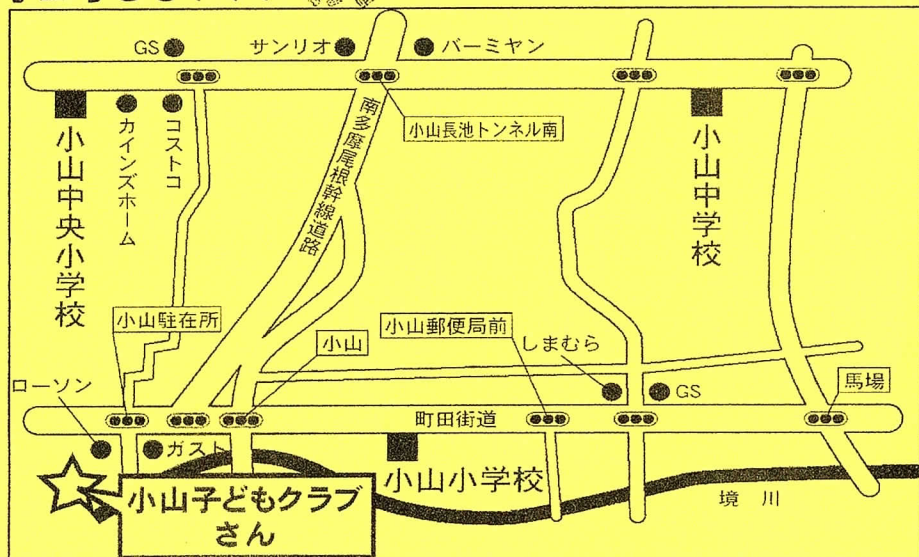 GS
サンリオ
バーミヤン
小山長池トンネル南
南多摩尾根幹線道路
コストコ
カインズホーム
小山中央小学校
小山中学校
小山駐在所
小山
小山郵便局前
しまむら
GS
馬場
ローソン
町田街道
ガスト
小山小学校
境川
小山子どもクラブ
さん